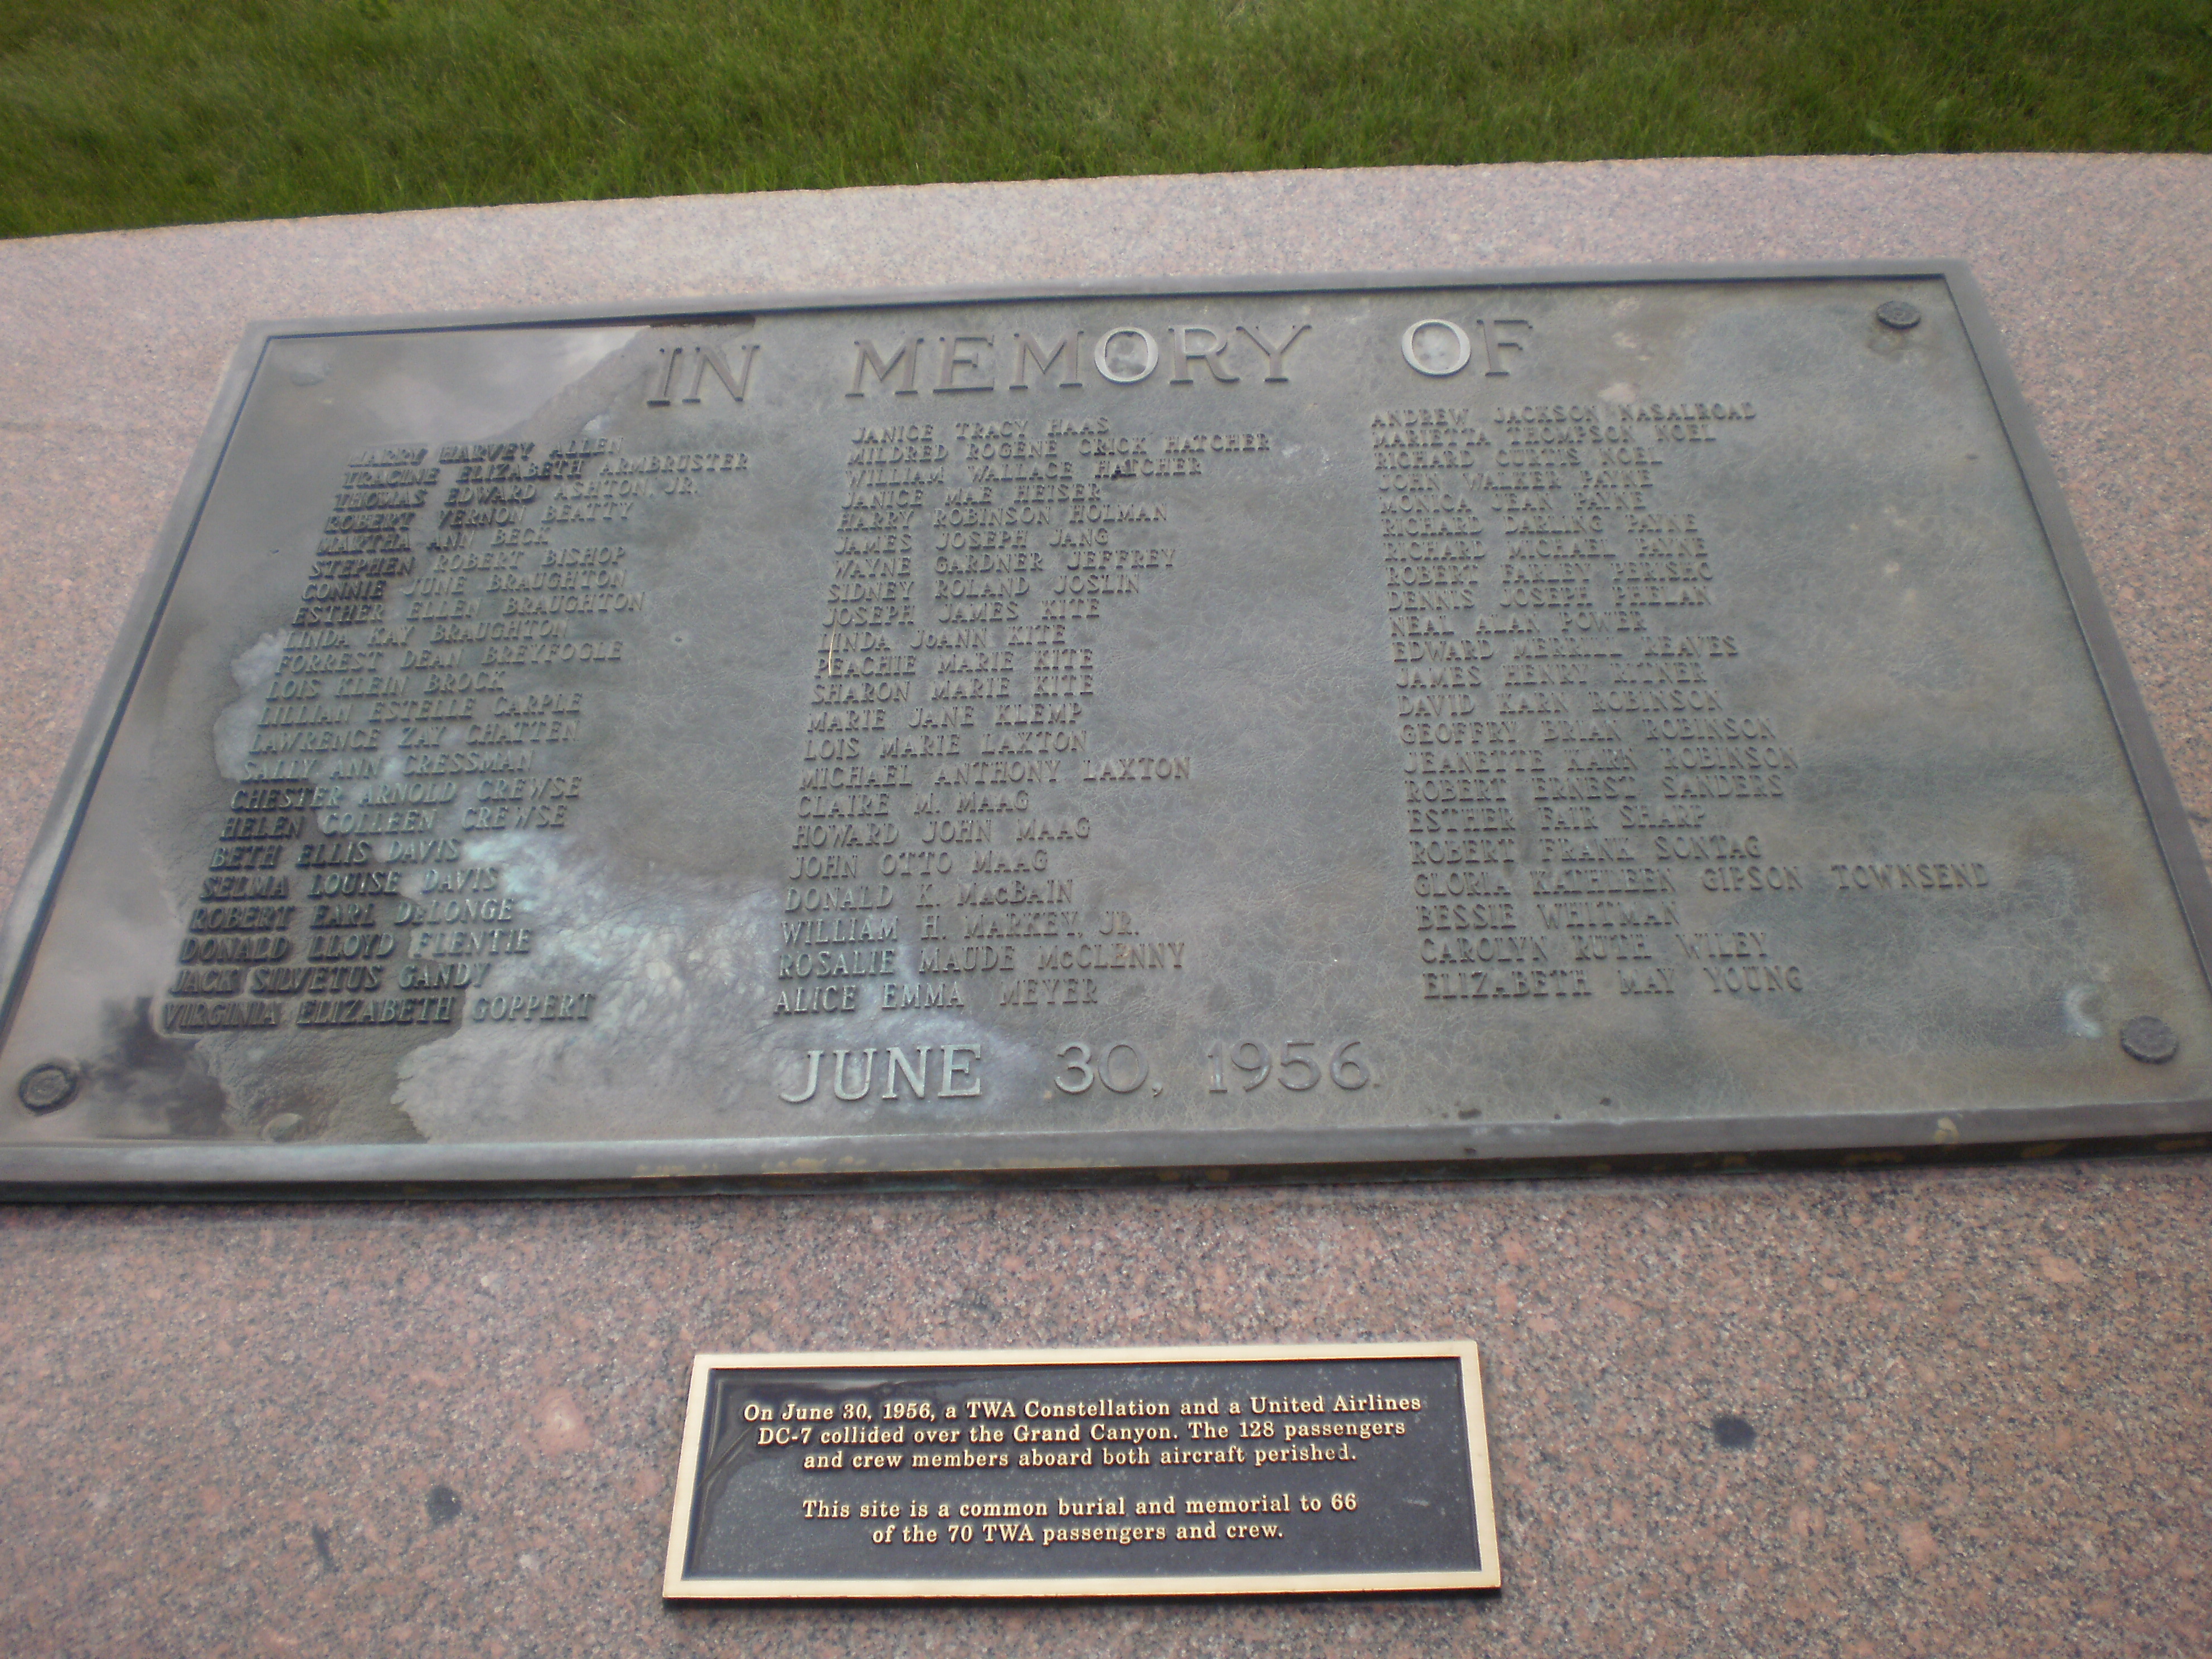 IN MEMORY OF
HARRY HARVEY ALLEN
TRACINE ELIZABETH ARMBRUSTER
THOMAS EDWARD ASHTON, JR.
ROBERT VERNON BEATTY
MARTHA ANN BECK
STEPHEN ROBERT BISHOP
CONNIE JUNE BRAUGHTON
ESTHER ELLEN BRAUGHTON
LINDA KAY BRAUGHTON
FORREST DEAN BREYFOGLE
LOIS KLEIN BROCK
LILLIAN ESTELLE CARPLE
LAWRENCE ZAY CHATTEN
SALLY ANN CRESSMAN
CHESTER ARNOLD CREWSE
HELEN COLLEEN CREWSE
BETH ELLIS DAVIS
SELMA LOUISE DAVIS
ROBERT EARL DeLONGE
DONALD LLOYD FLENTIE
JACK SILVETUS GANDY
VIRGINIA ELIZABETH GOPPERT
JANICE TRACY HAAS
MILDRED ROGENE CRICK HATCHER
WILLIAM WALLACE HATCHER
JANICE MAE HEISER
HARRY ROBINSON HOLMAN
JAMES JOSEPH JANG
WAYNE GARDNER JEFFREY
SIDNEY ROLAND JOSLIN
JOSEPH JAMES KITE
LINDA JoANN KITE
PEACHIE MARIE KITE
SHARON MARIE KITE
MARIE JANE KLEMP
LOIS MARIE LAXTON
MICHAEL ANTHONY LAXTON
CLAIRE M. MAAG
HOWARD JOHN MAAG
JOHN OTTO MAAG
DONALD K. MacBAIN
WILLIAM H. MARKEY, JR.
ROSALIE MAUDE McCLENNY
ALICE EMMA MEYER
ANDREW JACKSON NASALROAD
MARIETTA THOMPSON NOEL
RICHARD CURTIS NOEL
JOHN WALKER PAYNE
MONICA JEAN PAYNE
RICHARD DARLING PAYNE
RICHARD MICHAEL PAYNE
ROBERT FARLEY PERISHO
DENNIS JOSEPH PHELAN
NEAL ALAN POWER
EDWARD MERRILL REAVES
JAMES HENRY RITNER
DAVID KARN ROBINSON
GEOFFRY BRIAN ROBINSON
JEANETTE KARN ROBINSON
ROBERT ERNEST SANDERS
ESTHER FAIR SHARP
ROBERT FRANK SONTAG
GLORIA KATHLEEN GIPSON TOWNSEND
BESSIE WHITMAN
CAROLYN RUTH WILEY
ELIZABETH MAY YOUNG
JUNE 30, 1956
On June 30, 1956, a TWA Constellation and a United Airlines
DC-7 collided over the Grand Canyon. The 128 passengers
and crew members aboard both aircraft perished.
This site is a common burial and memorial to 66
of the 70 TWA passengers and crew.